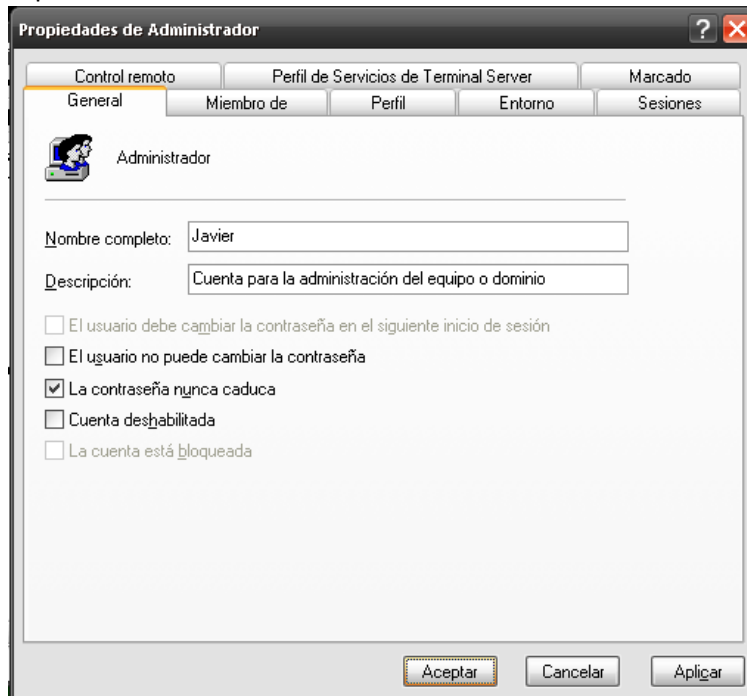 Propiedades de Administrador
Control remoto Perfil de Servicios de Terminal Server Marcado
General Miembro de Perfil Entorno Sesiones
Administrador
Nombre completo: Javier
Descripción: Cuenta para la administración del equipo o dominio
El usuario debe cambiar la contraseña en el siguiente inicio de sesión
El usuario no puede cambiar la contraseña
La contraseña nunca caduca
Cuenta deshabilitada
La cuenta está bloqueada
Aceptar Cancelar Aplicar